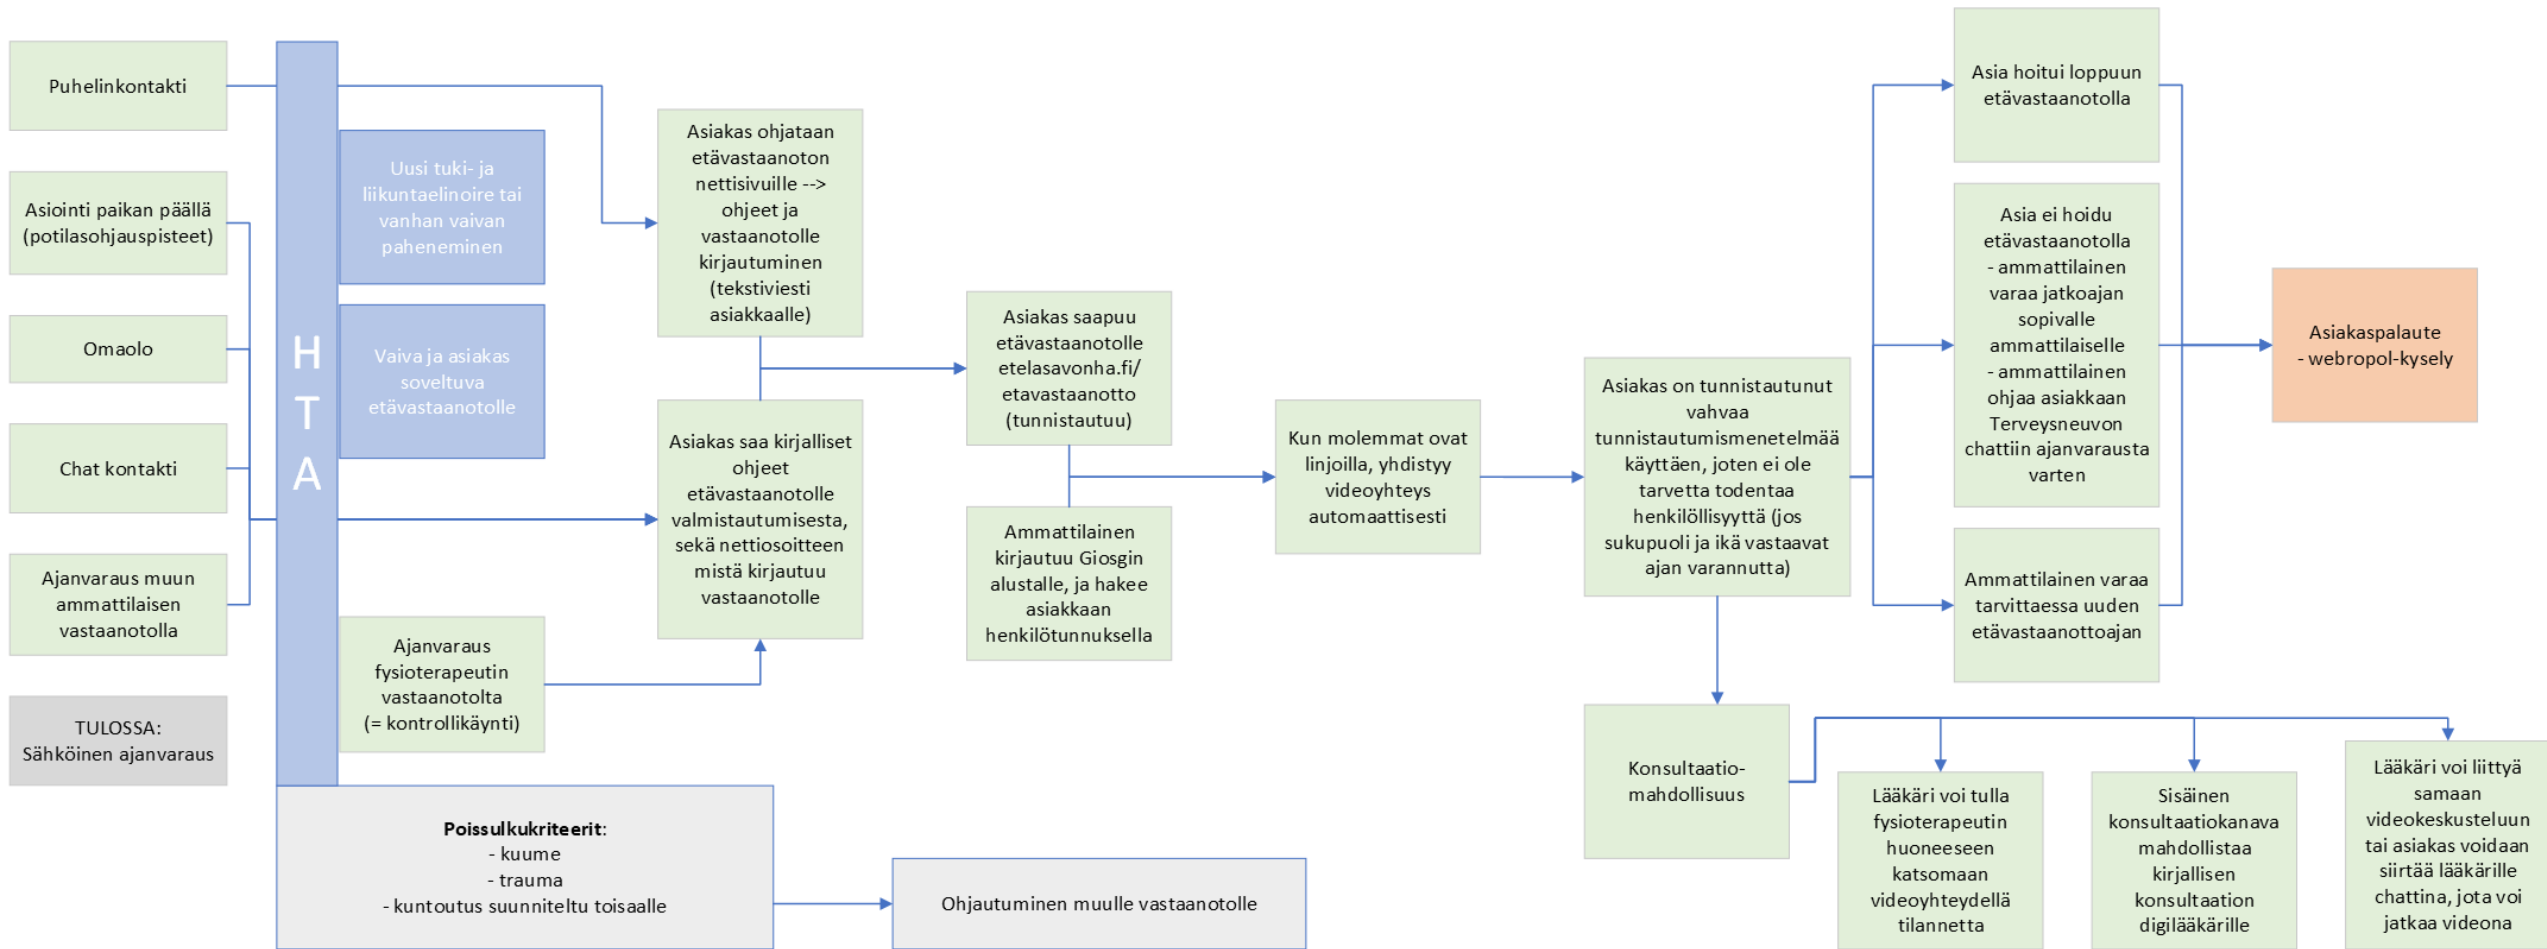 Puhelinkontakti
Asiointi paikan päällä
(potilasohjauspisteet)
Omaolo
Chat kontakti
Ajanvaraus muun
ammattilaisen
vastaanotolla
TULOSSA:
Sähköinen ajanvaraus
H
T
A
Uusi tuki- ja
liikuntaelinoire tai
vanhan vaivan
paheneminen
Vaiva ja asiakas
soveltuva
etävastaanotolle
Ajanvaraus
fysioterapeutin
vastaanotolta
(= kontrollikäynti)
Poissulkukriteerit:
- kuume
- trauma
- kuntoutus suunniteltu toisaalle
Ohjautuminen muulle vastaanotolle
Asiakas ohjataan
etävastaanoton
nettisivuille -->
ohjeet ja
vastaanotolle
kirjautuminen
(tekstiviesti
asiakkaalle)
Asiakas saa kirjalliset
ohjeet
etävastaanotolle
valmistautumisesta,
sekä nettiosoitteen
mistä kirjautuu
vastaanotolle
Asiakas saapuu
etävastaanotolle
etelasavonha.fi/
etavastaanotto
(tunnistautuu)
Ammattilainen
kirjautuu Giosgin
alustalle, ja hakee
asiakkaan
henkilötunnuksella
Kun molemmat ovat
linjoilla, yhdistyy
videoyhteys
automaattisesti
Asiakas on tunnistautunut
vahvaa
tunnistautumismenetelmää
käyttäen, joten ei ole
tarvetta todentaa
henkilöllisyyttä (jos
sukupuoli ja ikä vastaavat
ajan varannutta)
Asia hoitui loppuun
etävastaanotolla
Asia ei hoidu
etävastaanotolla
- ammattilainen
varaa jatkoajan
sopivalle
ammattilaiselle
- ammattilainen
ohjaa asiakkaan
Terveysneuvon
chattiin ajanvarausta
varten
Ammattilainen varaa
tarvittaessa uuden
etävastaanottoajan
Asiakaspalaute
- webropol-kysely
Konsultaatio-
mahdollisuus
Lääkäri voi tulla
fysioterapeutin
huoneeseen
katsomaan
videoyhteydellä
tilannetta
Sisäinen
konsultaatiokanava
mahdollistaa
kirjallisen
konsultaation
digilääkärille
Lääkäri voi liittyä
samaan
videokeskusteluun
tai asiakas voidaan
siirtää lääkärille
chattina, jota voi
jatkaa videona